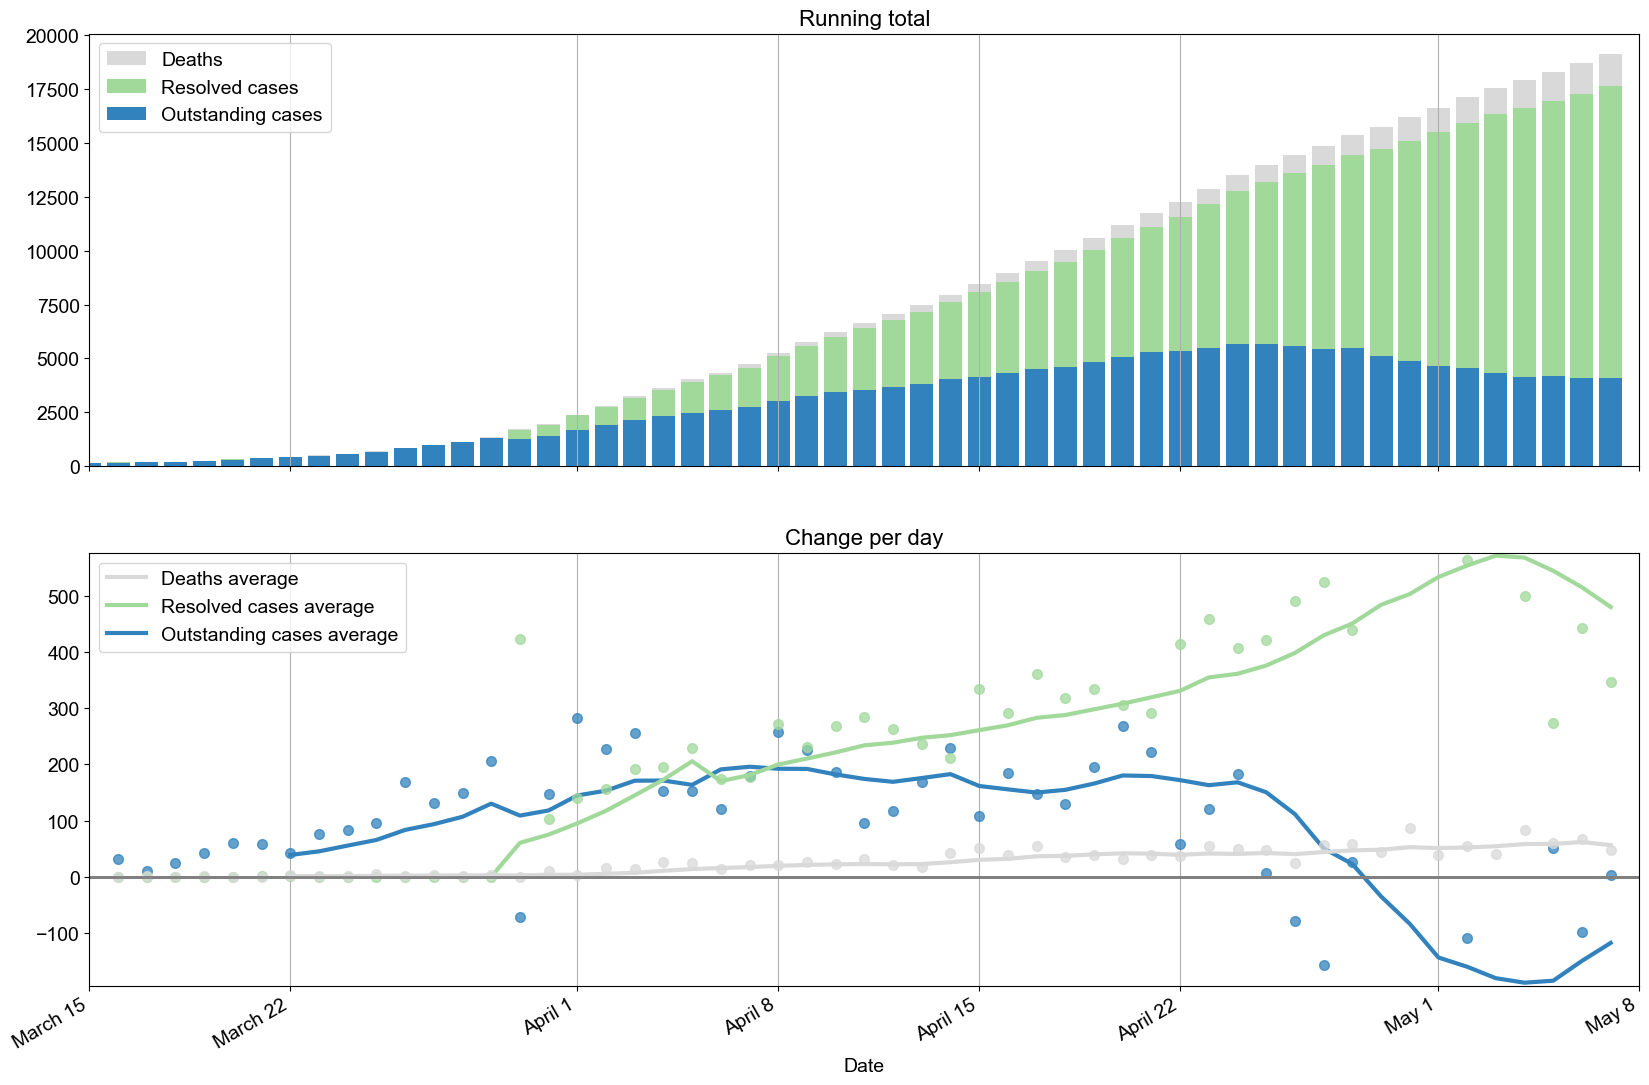 Running total
20000
17500
15000
12500
10000
7500
5000
2500
0
Deaths
Resolved cases
Outstanding cases
Change per day
500
400
300
200
100
0
−100
Deaths average
Resolved cases average
Outstanding cases average
March 15
March 22
April 1
April 8
April 15
April 22
May 1
May 8
Date